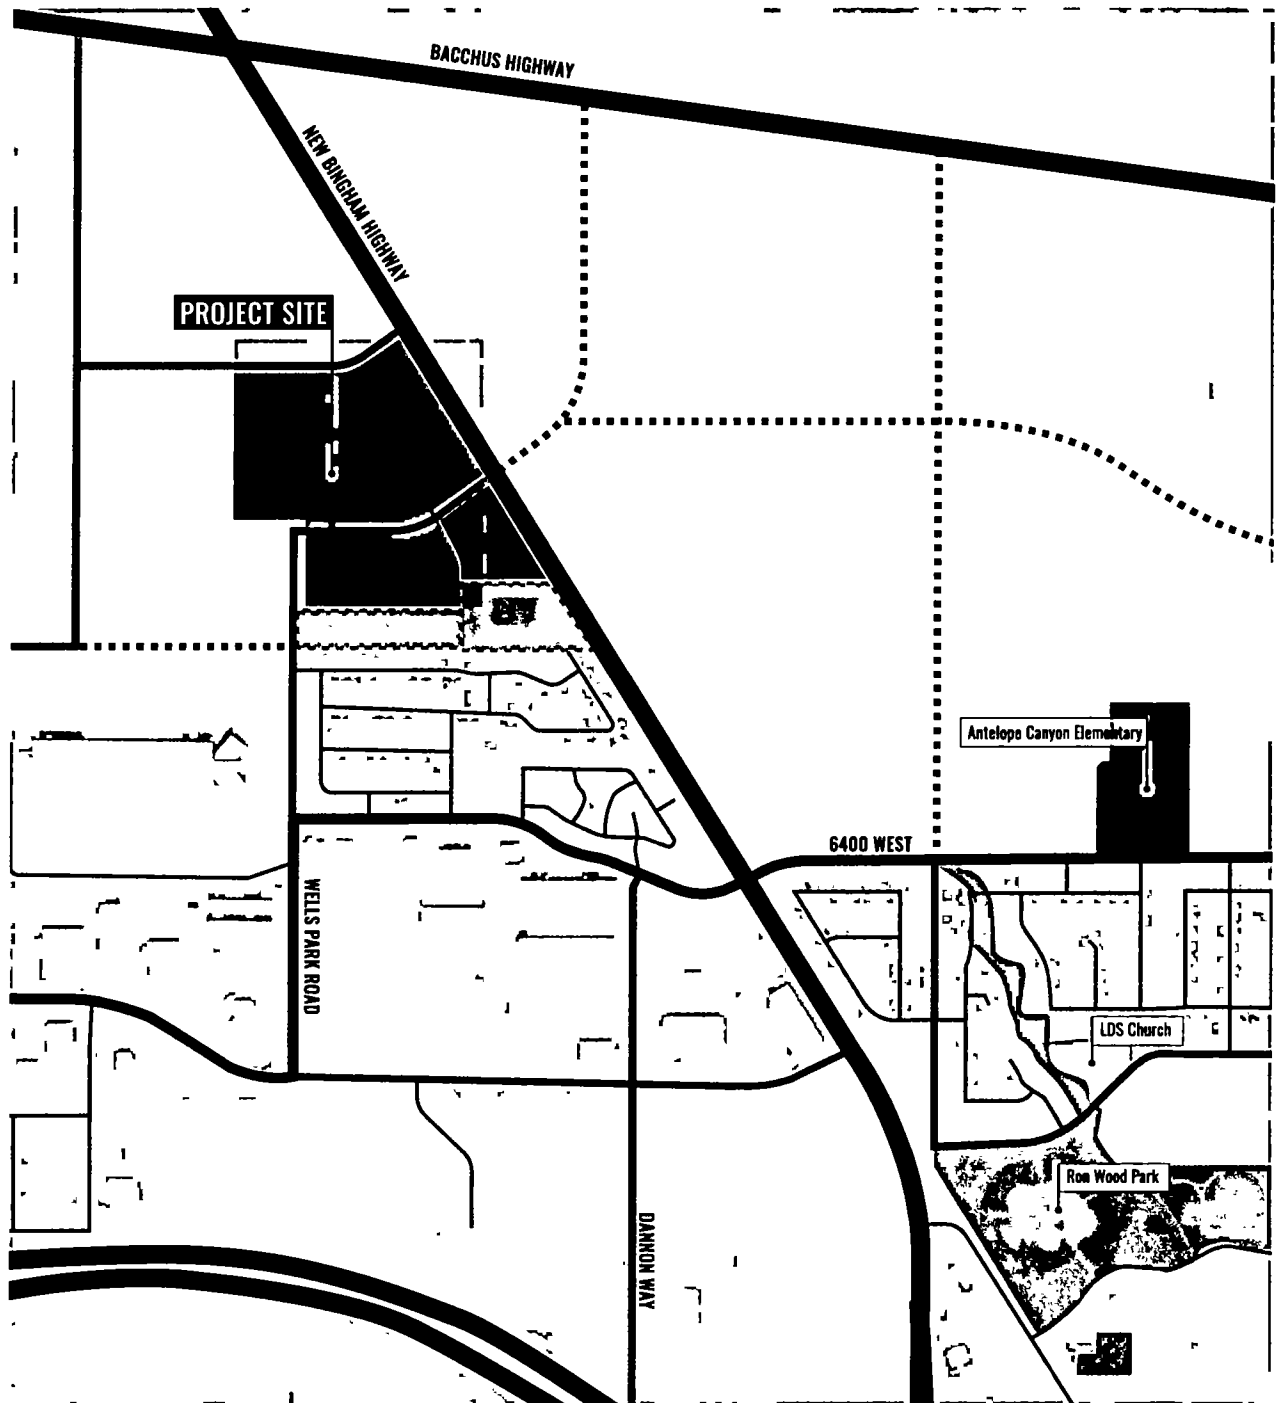 BACCHUS HIGHWAY
NEW BINGHAM HIGHWAY
PROJECT SITE
Antelope Canyon Elementary
6400 WEST
WELLS PARK ROAD
LDS Church
Ron Wood Park
DANNON WAY